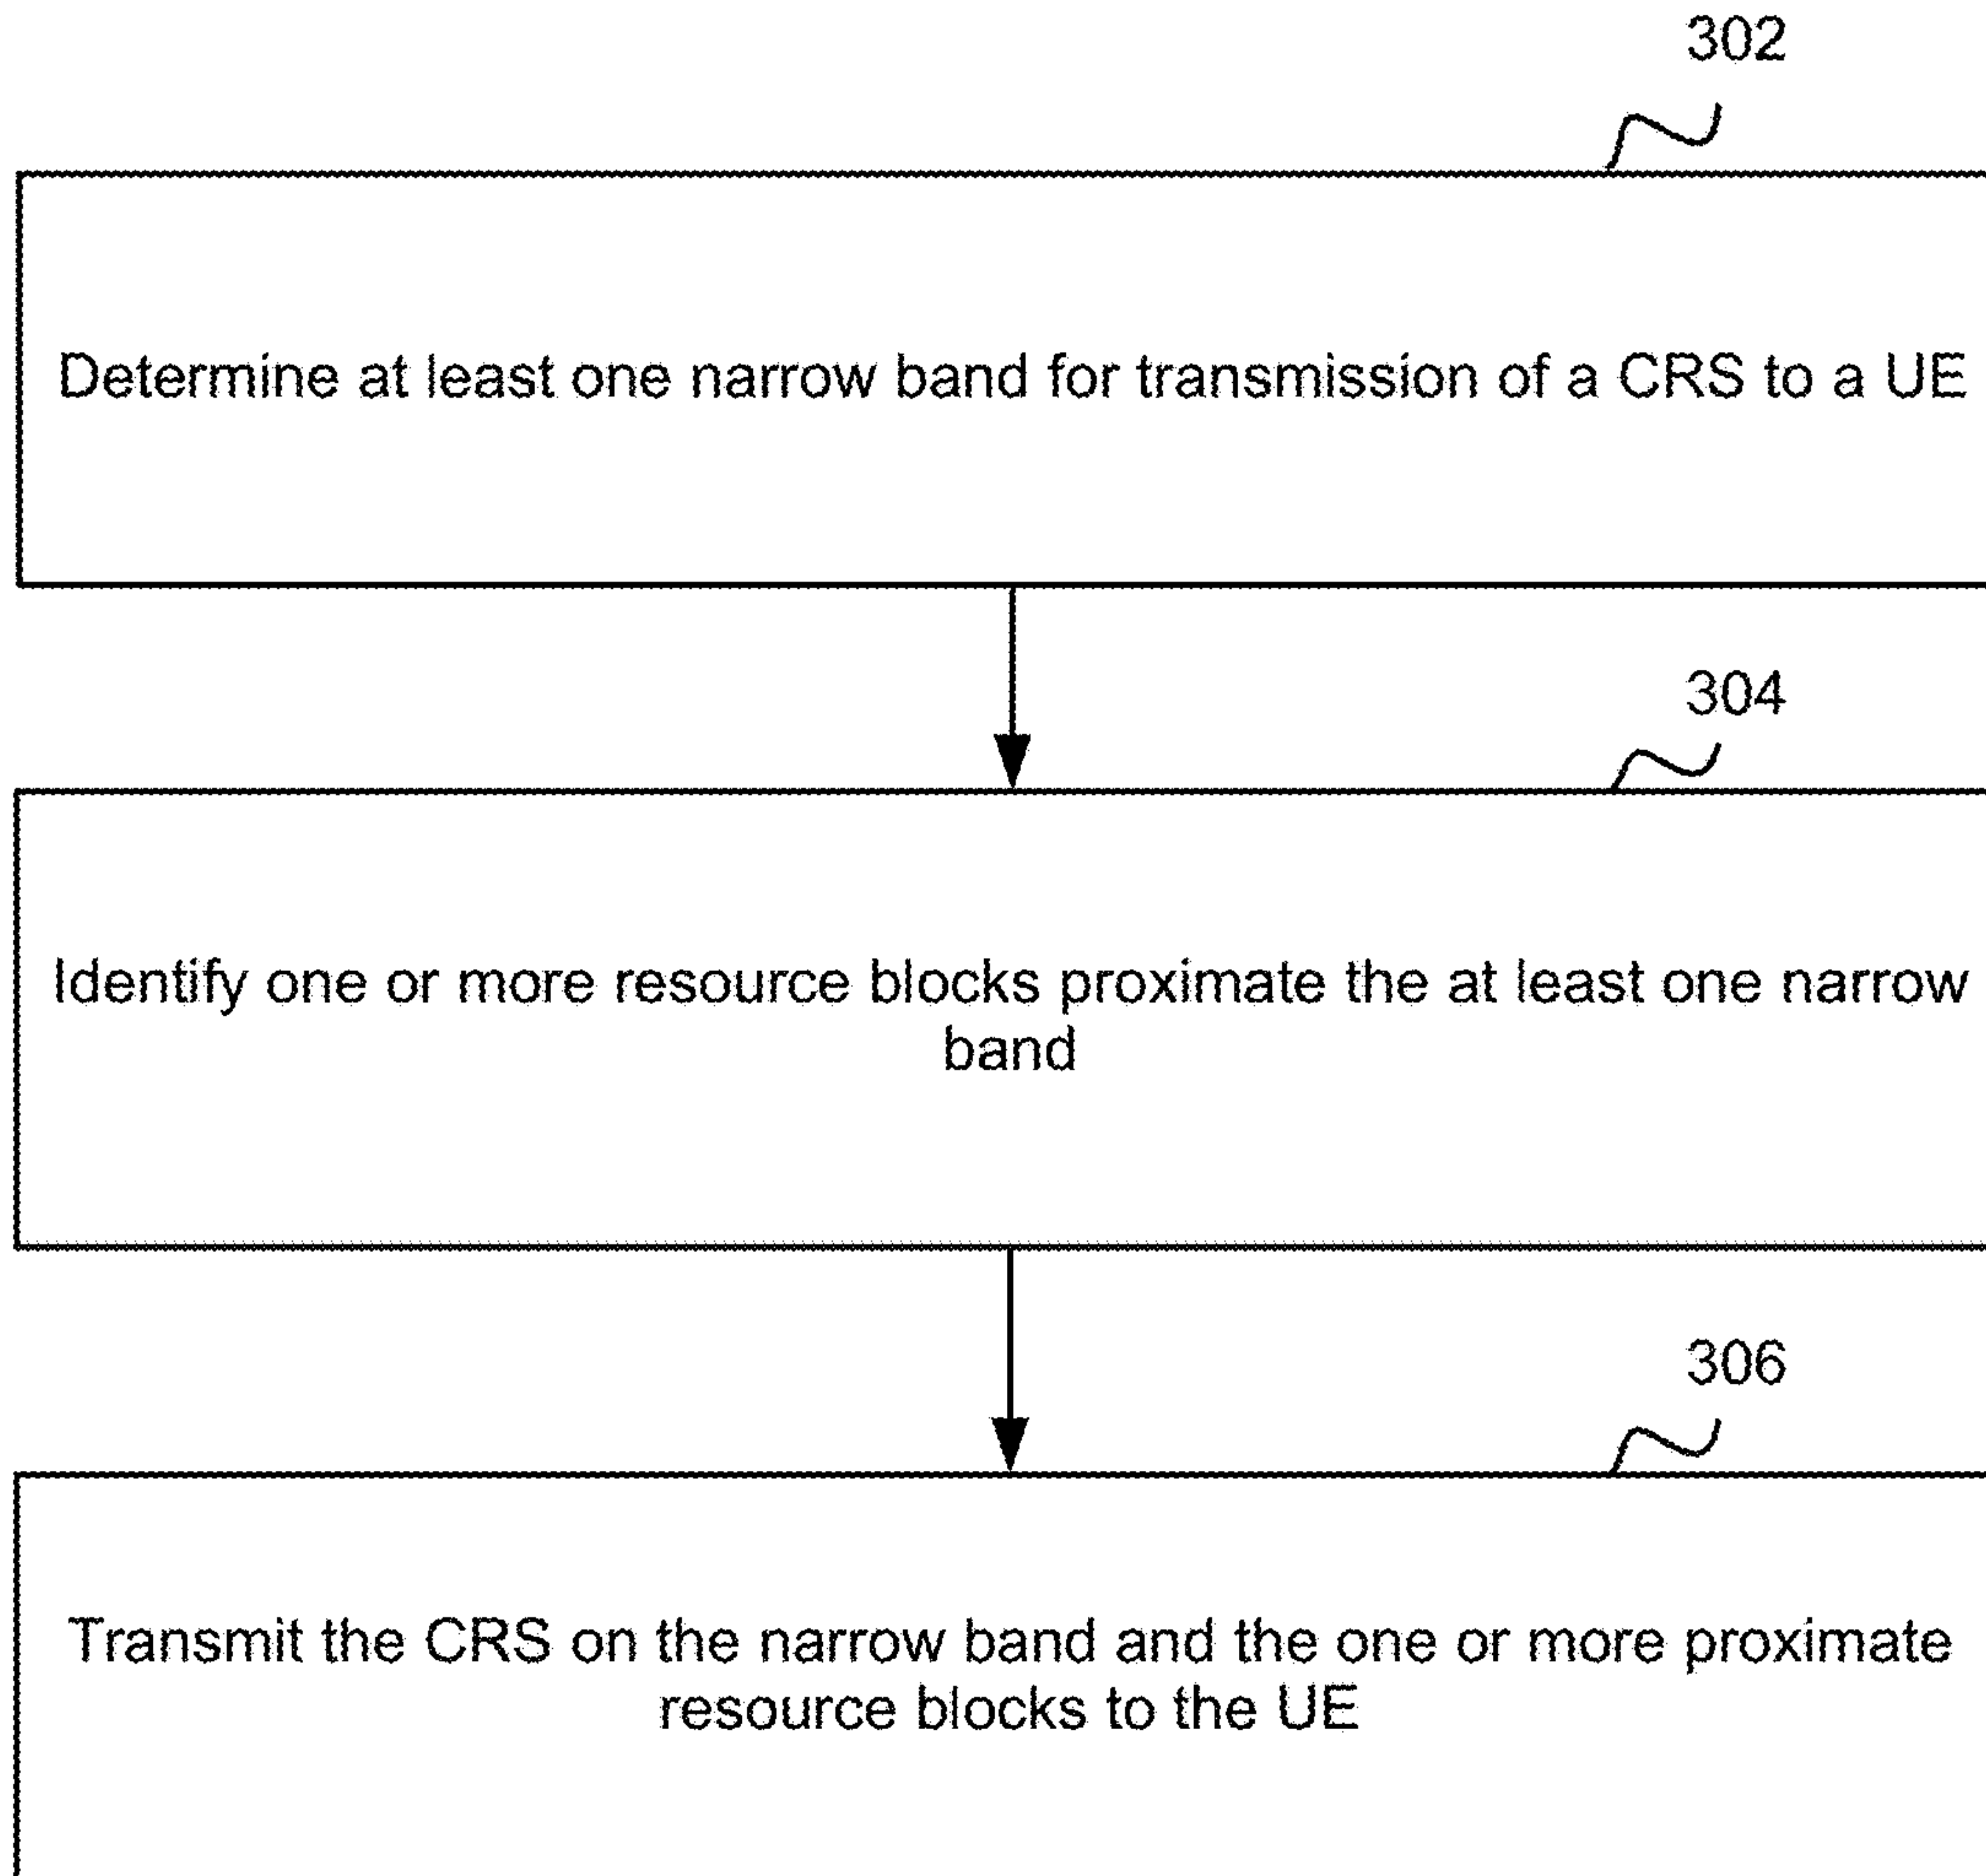 302
Determine at least one narrow band for transmission of a CRS to a UE
304
Identify one or more resource blocks proximate the at least one narrow
band
306
Transmit the CRS on the narrow band and the one or more proximate
resource blocks to the UE